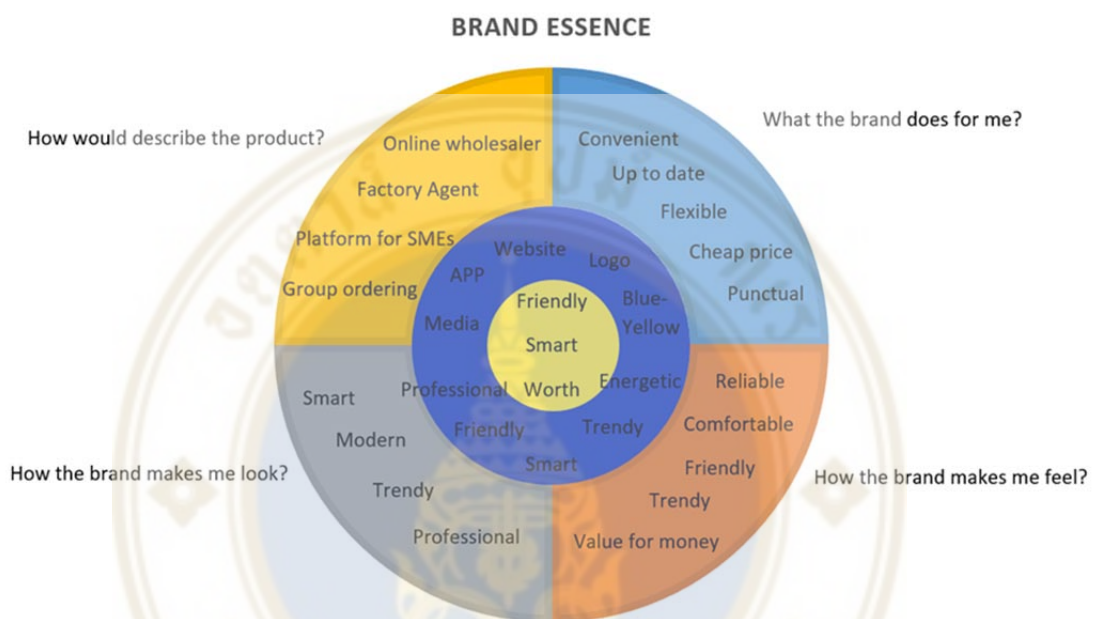 BRAND ESSENCE
How would describe the product?
Online wholesaler
Factory Agent
Platform for SMEs
Group ordering
What the brand does for me?
Convenient
Up to date
Flexible
Cheap price
Punctual
Website
Logo
APP
Blue-
Yellow
Media
Energetic
Professional
Friendly
Trendy
Smart
Friendly
Smart
Worth
How the brand makes me look?
Smart
Modern
Trendy
Professional
How the brand makes me feel?
Reliable
Comfortable
Friendly
Trendy
Value for money